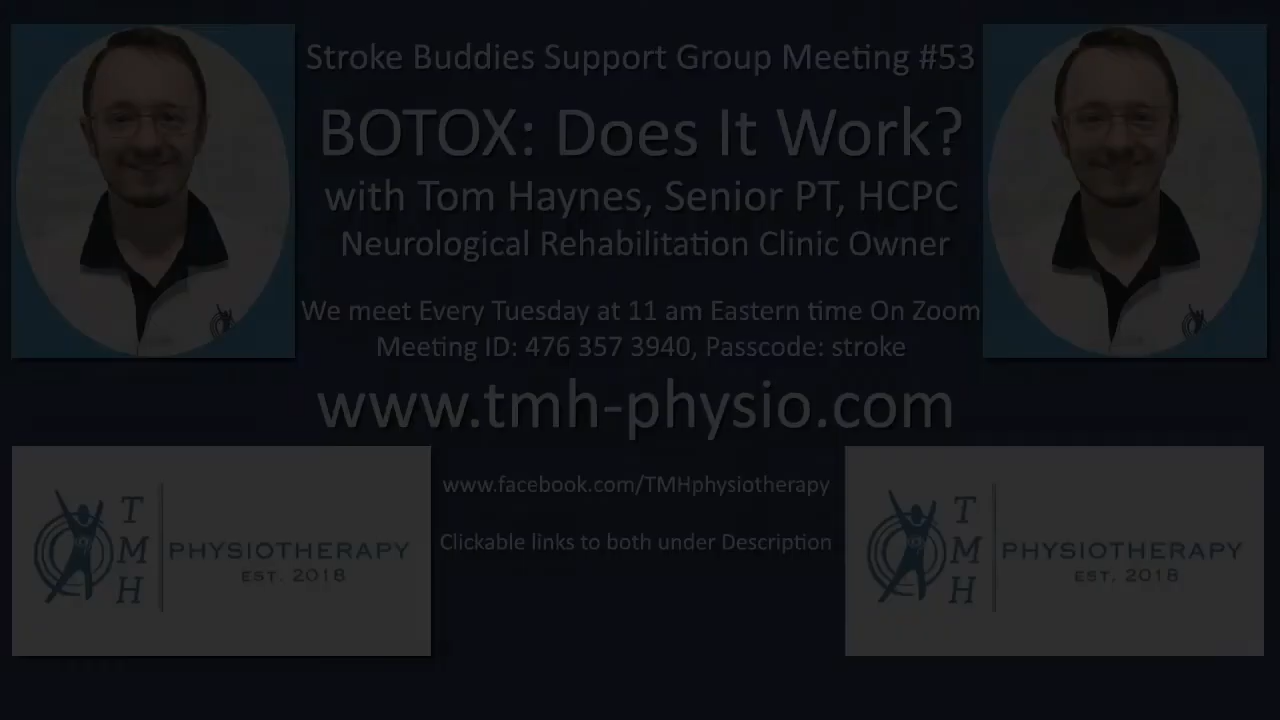 Stroke Buddies Support Group Meeting #53
BOTOX: Does It Work?
with Tom Haynes, Senior PT, HCPC
Neurological Rehabilitation Clinic Owner
We meet Every Tuesday at 11 am Eastern time On Zoom
Meeting ID: 476 357 3940, Passcode: stroke
www.tmh-physio.com
www.facebook.com/TMHphysiotherapy
Clickable links to both under Description
T
M
H
PHYSIOTHERAPY
EST. 2018
T
M
H
PHYSIOTHERAPY
EST. 2018